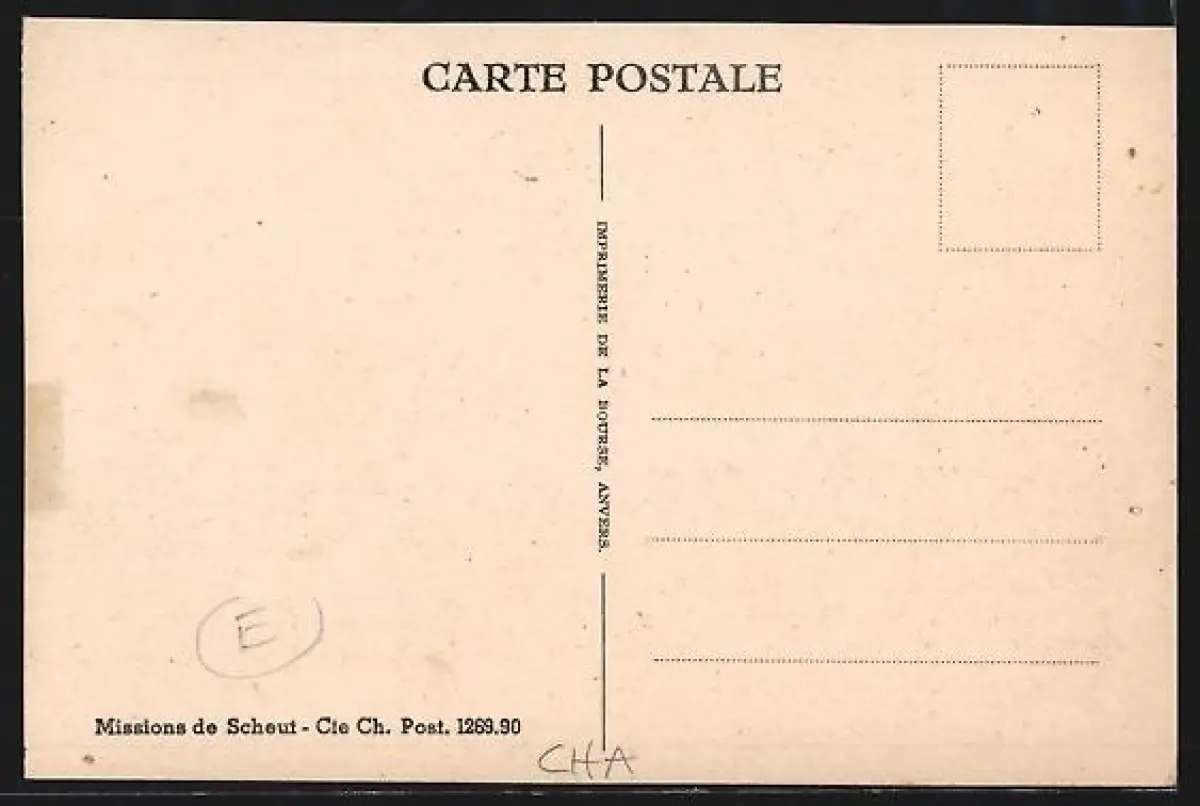 CARTE POSTALE
IMPRIMERIE DE LA BOURSE, ANVERS.
E
Missions de Scheut - Cte Ch. Post. 1269.90
CHA